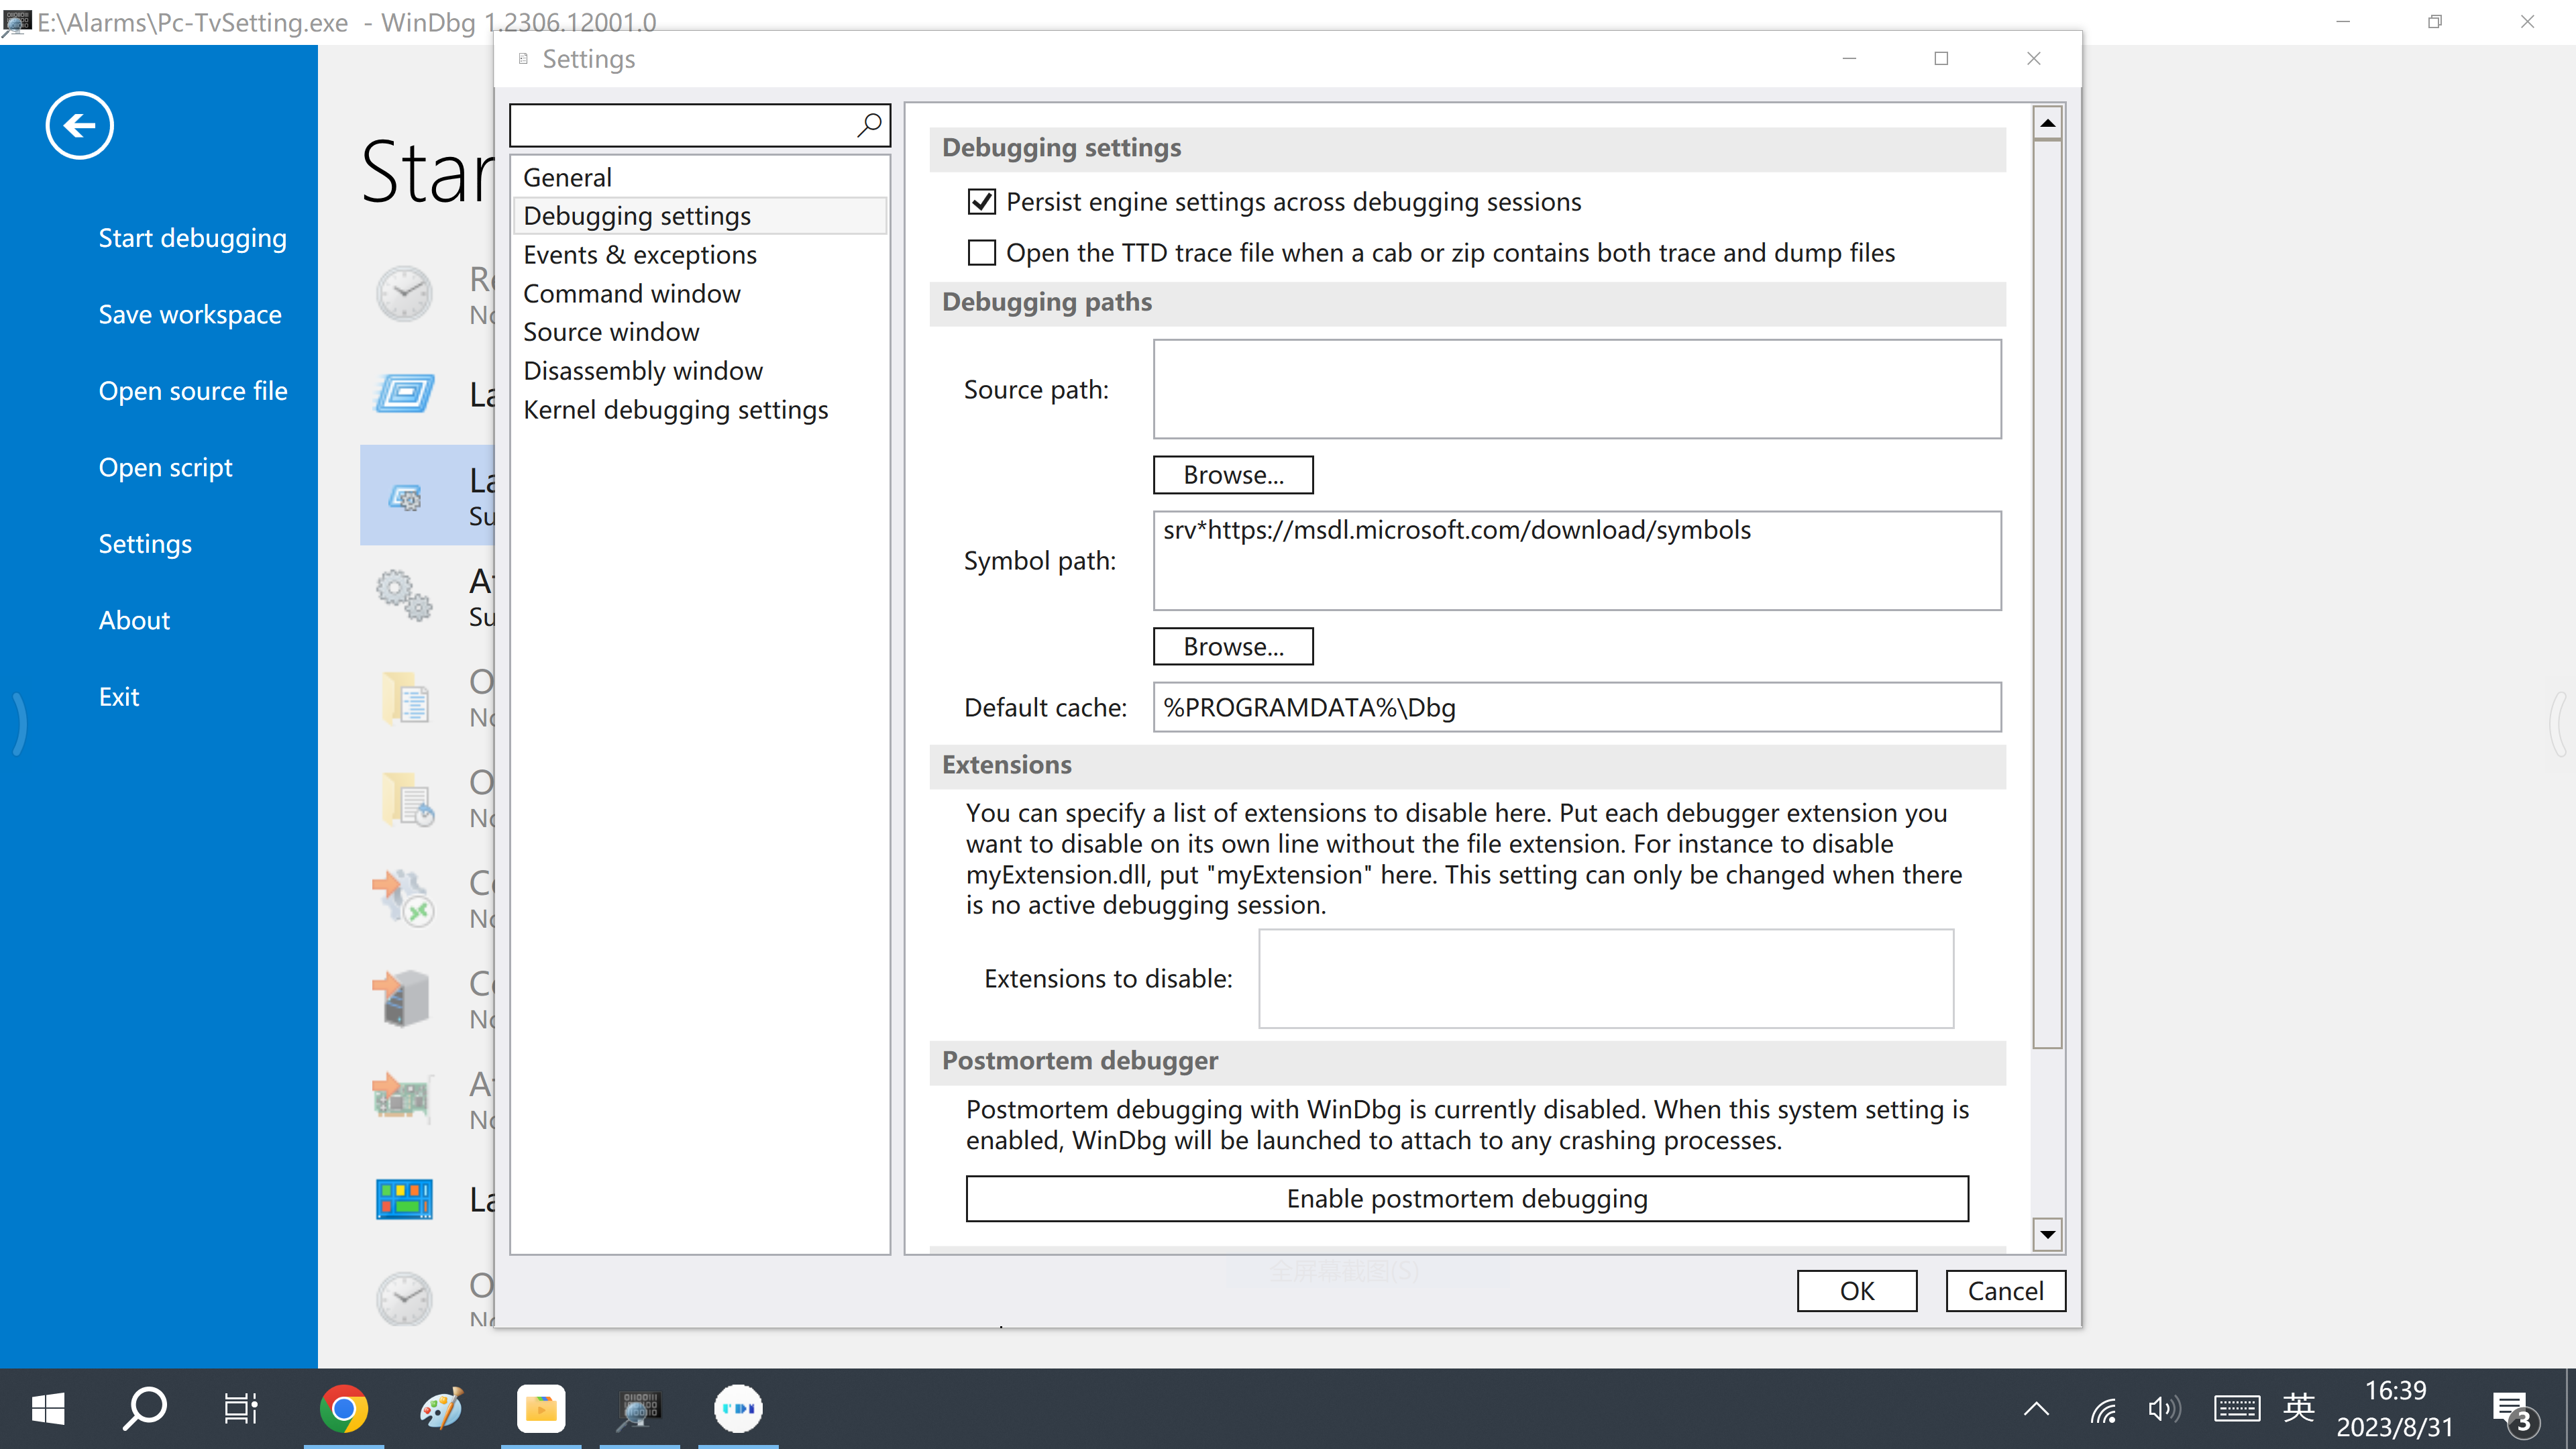 E:\Alarms\Pc-TvSetting.exe - WinDbg 1.2306.12001.0
Settings
Start debugging
Save workspace
Open source file
Open script
Settings
About
Exit
Star
No
La
La
Su
Su
No
No
No
No
No
La
General
Debugging settings
Events & exceptions
Command window
Source window
Disassembly window
Kernel debugging settings
Debugging settings
Persist engine settings across debugging sessions
Open the TTD trace file when a cab or zip contains both trace and dump files
Debugging paths
Source path:
Browse...
Symbol path:
srv*https://msdl.microsoft.com/download/symbols
Browse...
Default cache:
%PROGRAMDATA%\Dbg
Extensions
You can specify a list of extensions to disable here. Put each debugger extension you
want to disable on its own line without the file extension. For instance to disable
myExtension.dll, put "myExtension" here. This setting can only be changed when there
is no active debugging session.
Extensions to disable:
Postmortem debugger
Postmortem debugging with WinDbg is currently disabled. When this system setting is
enabled, WinDbg will be launched to attach to any crashing processes.
Enable postmortem debugging
全屏幕截图(S)
OK
Cancel
英
16:39
2023/8/31
3